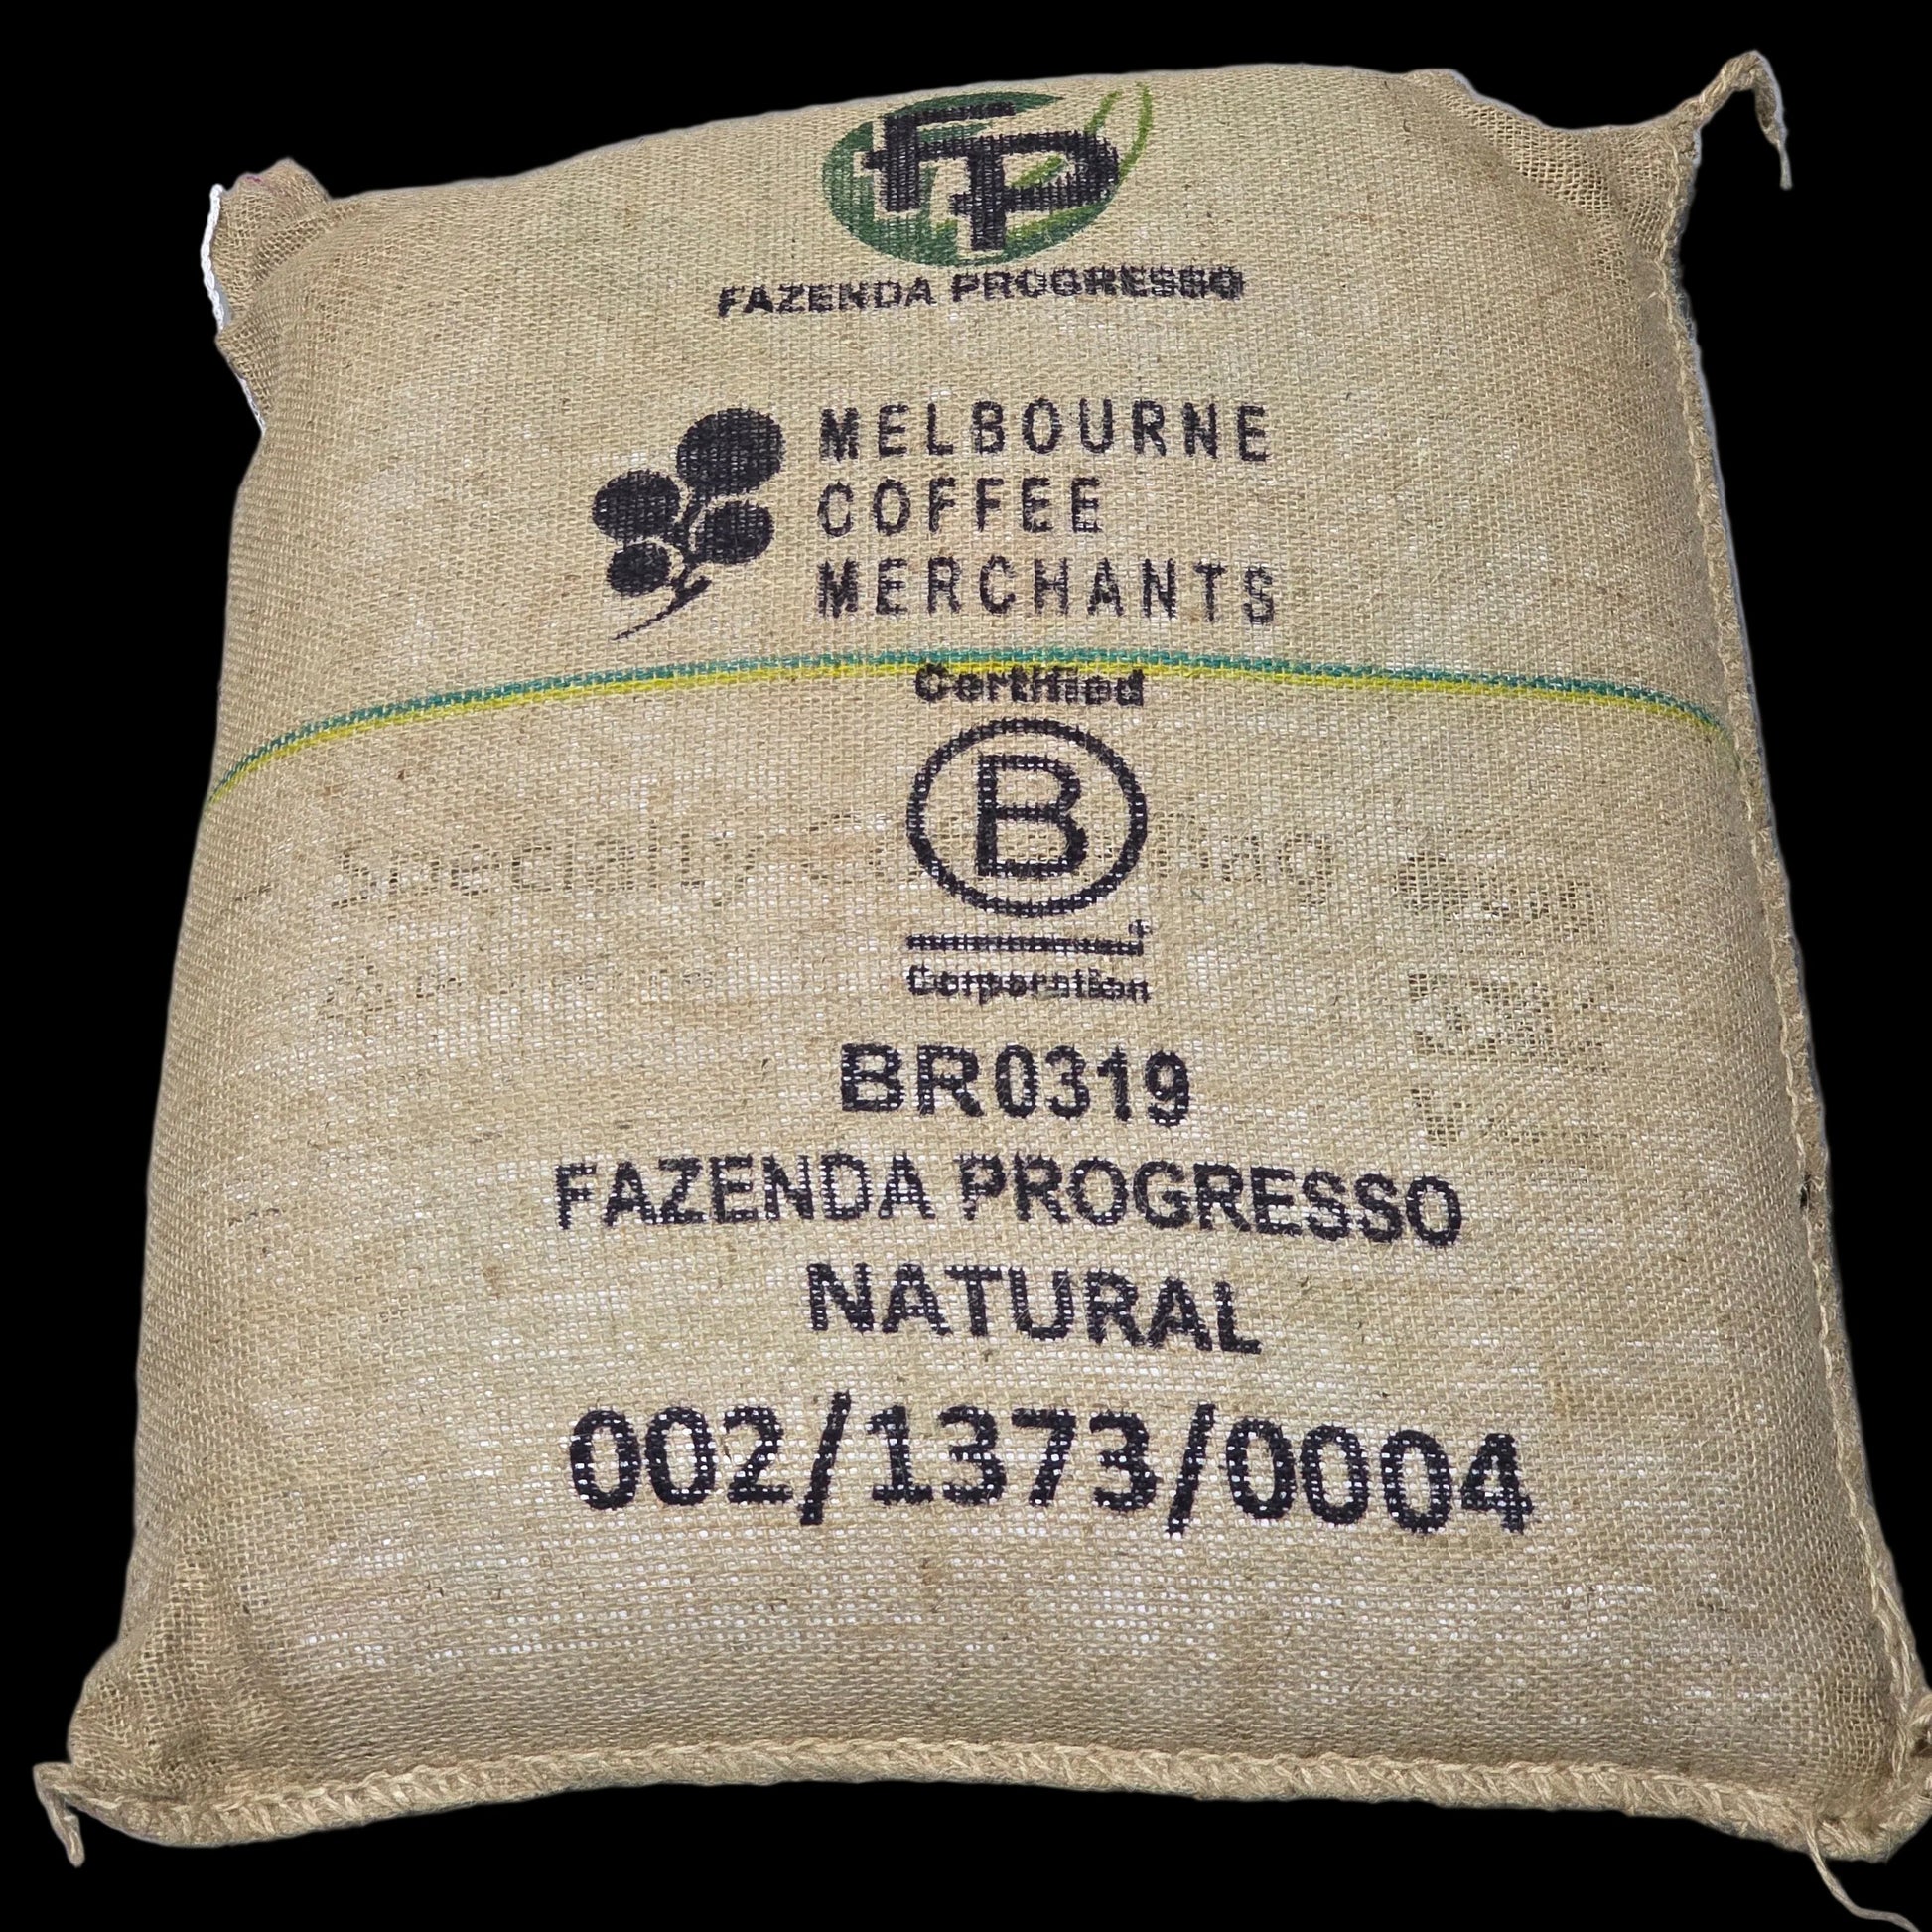 FP
FAZENDA PROGRESSO
MELBOURNE
COFFEE
MERCHANTS
Certified
B
Corporation
BR0319
FAZENDA PROGRESSO
NATURAL
002/1373/0004